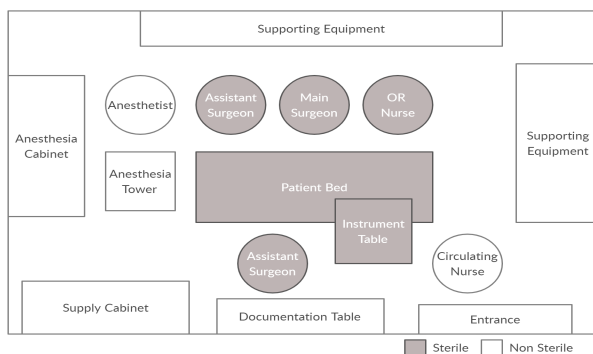 Supporting Equipment
Anesthetist
Assistant
Surgeon
Main
Surgeon
OR
Nurse
Anesthesia
Cabinet
Supporting
Equipment
Anesthesia
Tower
Patient Bed
Instrument
Table
Assistant
Surgeon
Circulating
Nurse
Supply Cabinet
Documentation Table
Entrance
Sterile
Non Sterile